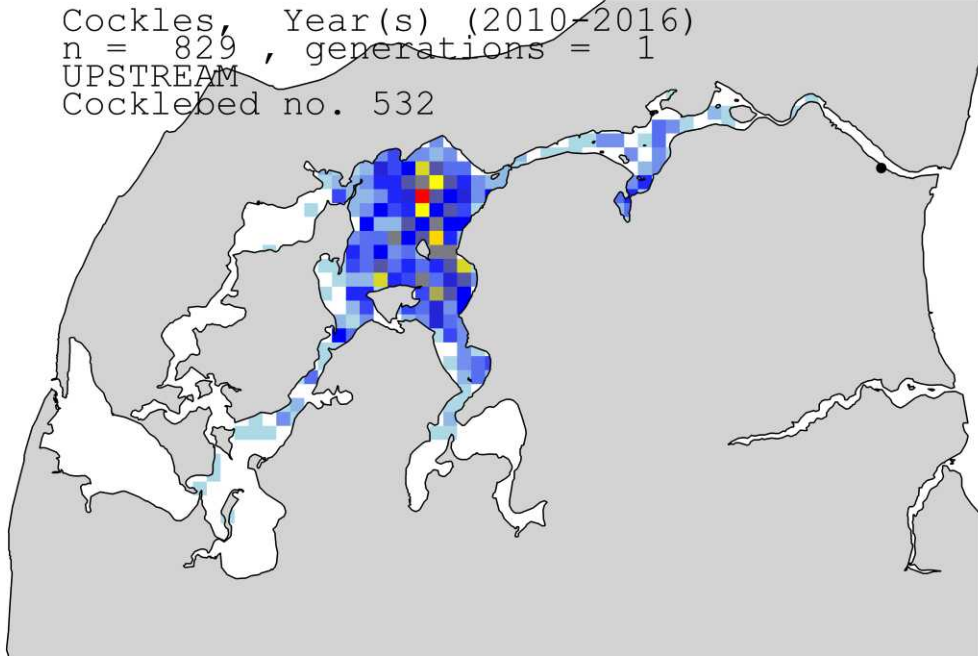 Cockles, Year(s) (2010-2016)
n = 829 , generations = 1
UPSTREAM
Cocklebed no. 532